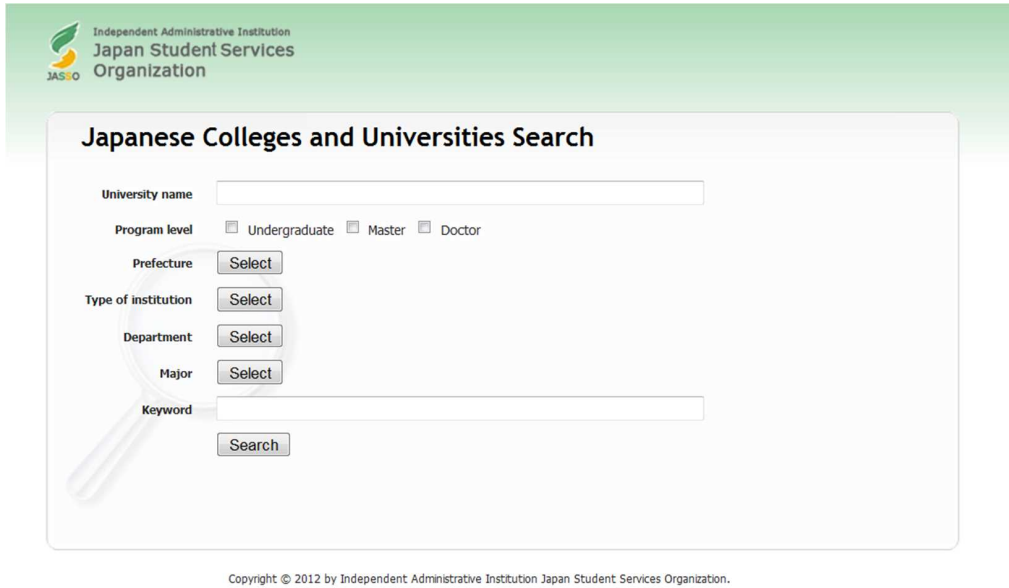 Independent Administrative Institution
Japan Student Services
Organization
JASSO
Japanese Colleges and Universities Search
University name
Program level Undergraduate Master Doctor
Prefecture Select
Type of institution Select
Department Select
Major Select
Keyword
Search
Copyright © 2012 by Independent Administrative Institution Japan Student Services Organization.